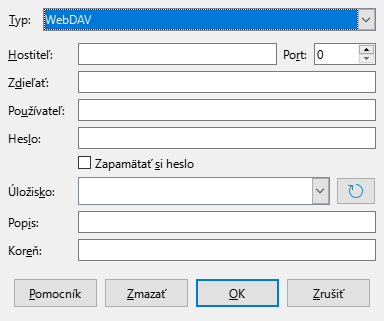 Typ: WebDAV
Hostiteľ: Port: 0
Zdieľať:
Používateľ:
Heslo:
Zapamätať si heslo
Úložisko:
Popis:
Koreň:
Pomocník Zmazať OK Zrušiť